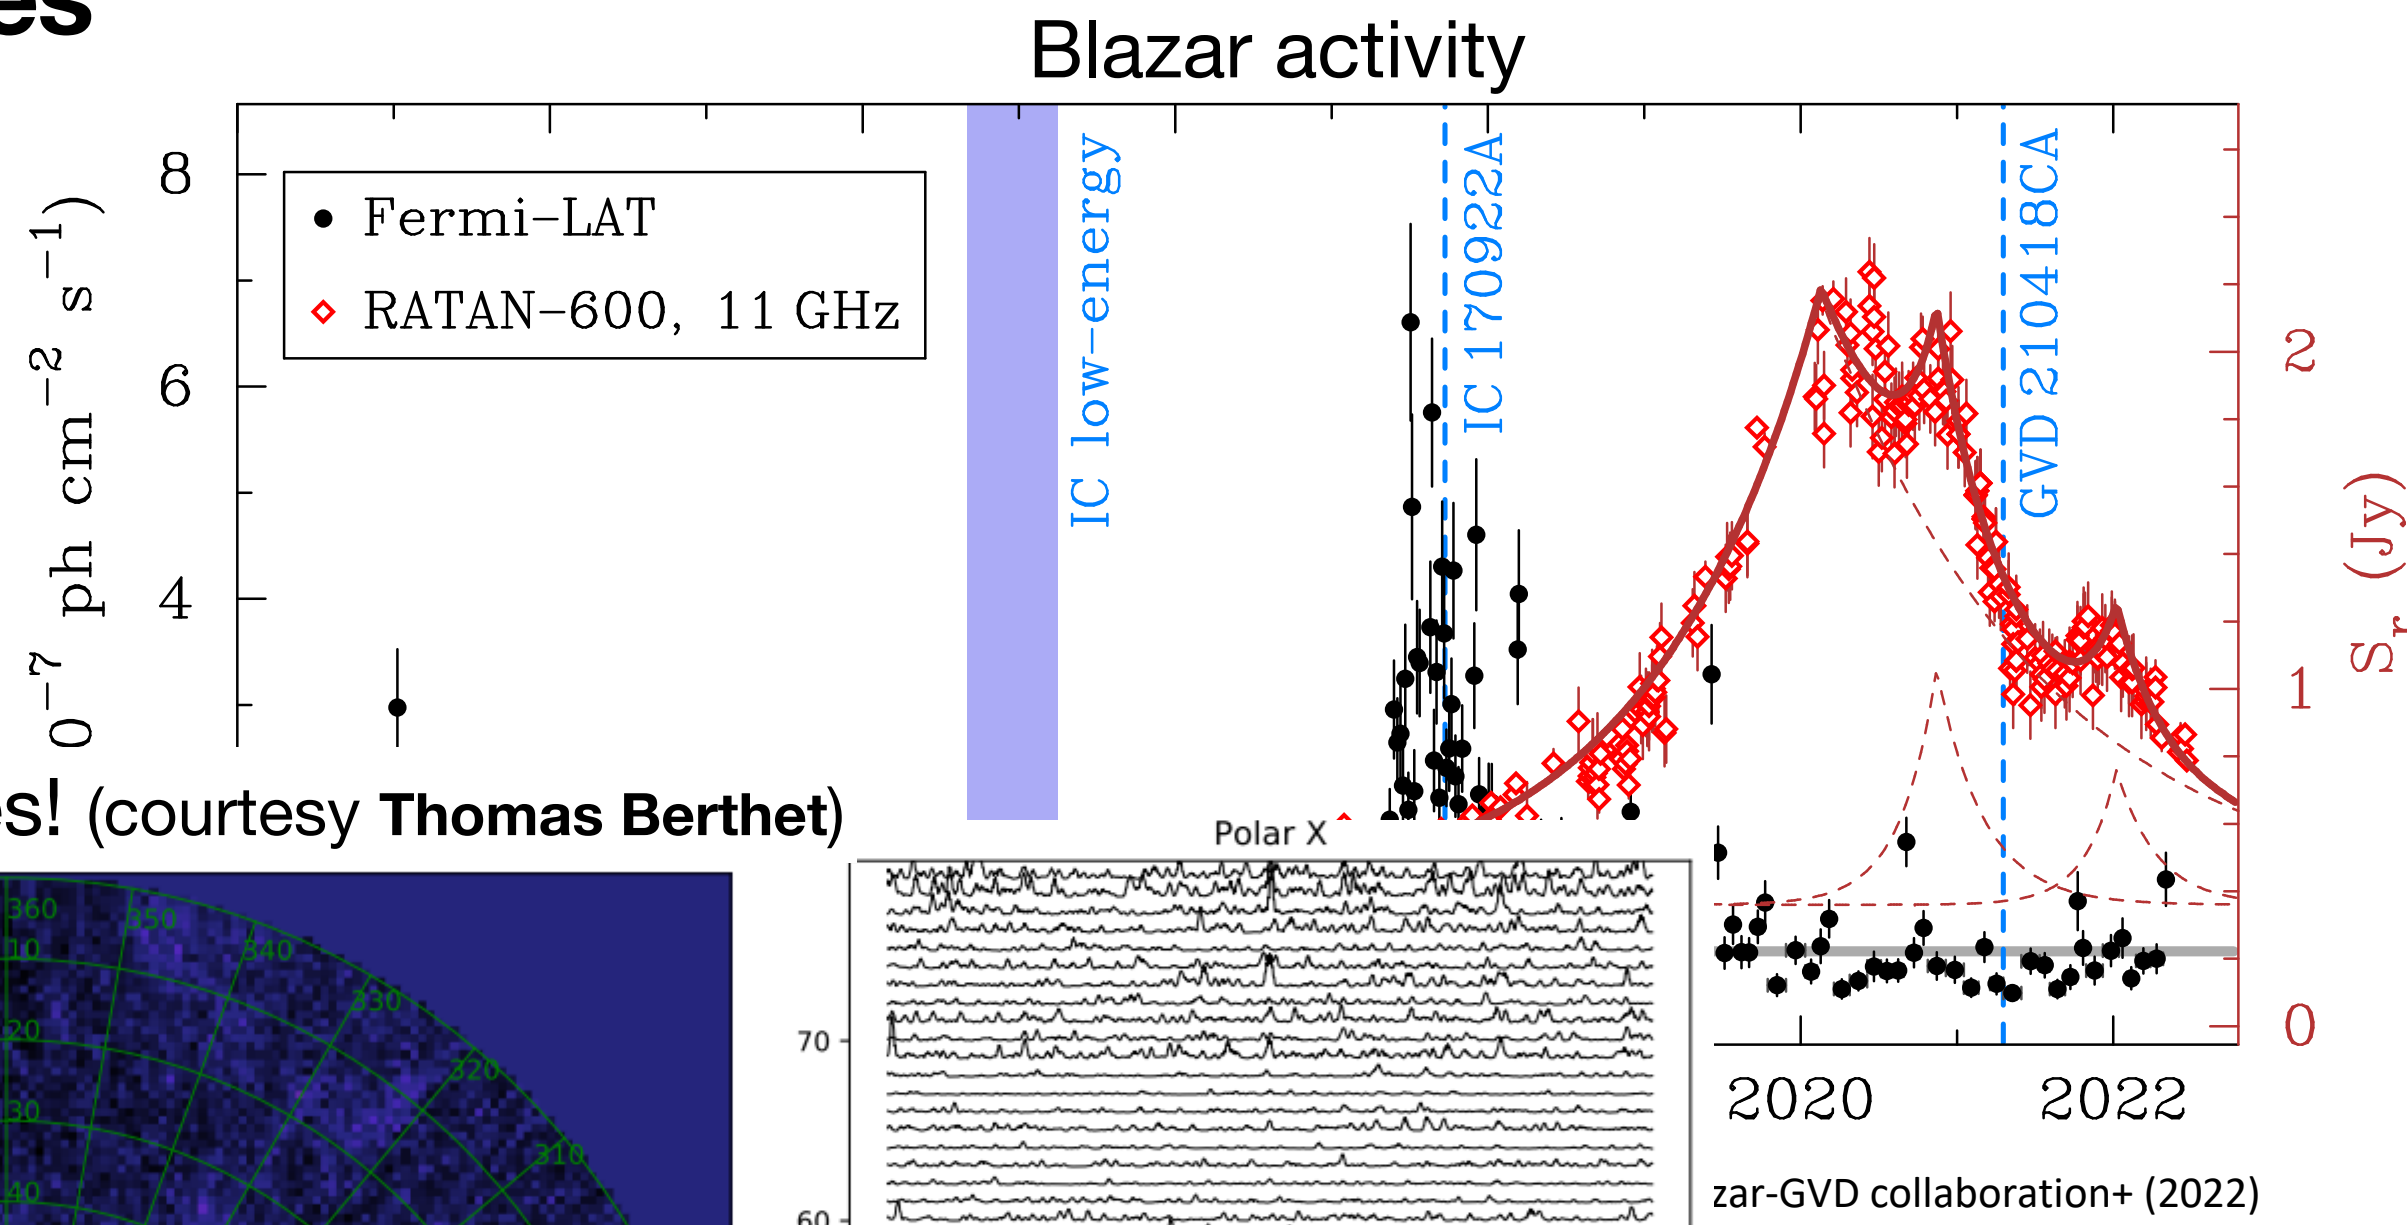 es
Blazar activity
8
6
4
0⁻⁷ ph cm⁻² s⁻¹)
Fermi-LAT
RATAN-600, 11 GHz
IC low-energy
IC 170922A
GVD 210418CA
2
1
0
Sᵣ (Jy)
2020
2022
es! (courtesy Thomas Berthet)
360
350
340
330
320
310
10
20
30
40
Polar X
70
60
zar-GVD collaboration+ (2022)